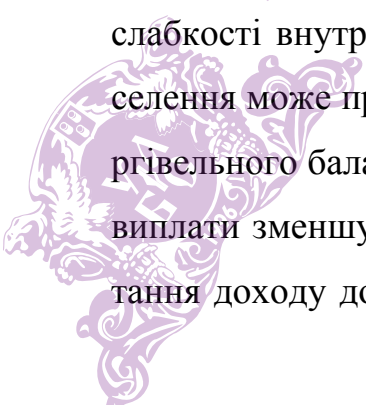 слабкості внутр
селення може пр
ргівельного бала
виплати зменшу
тання доходу до